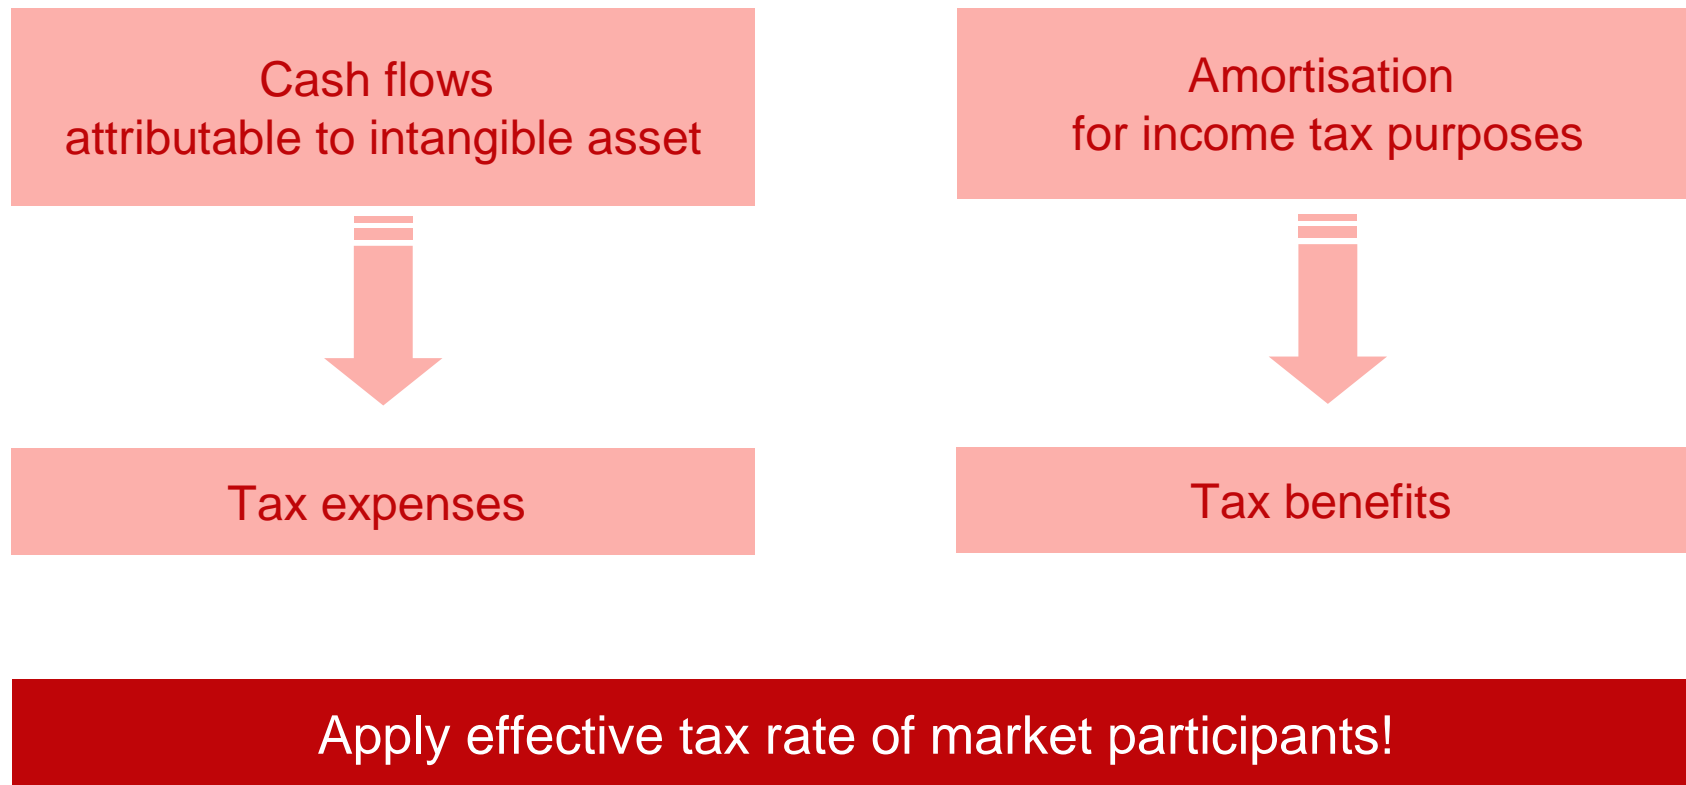 Cash flows
attributable to intangible asset
Amortisation
for income tax purposes
Tax expenses
Tax benefits
Apply effective tax rate of market participants!